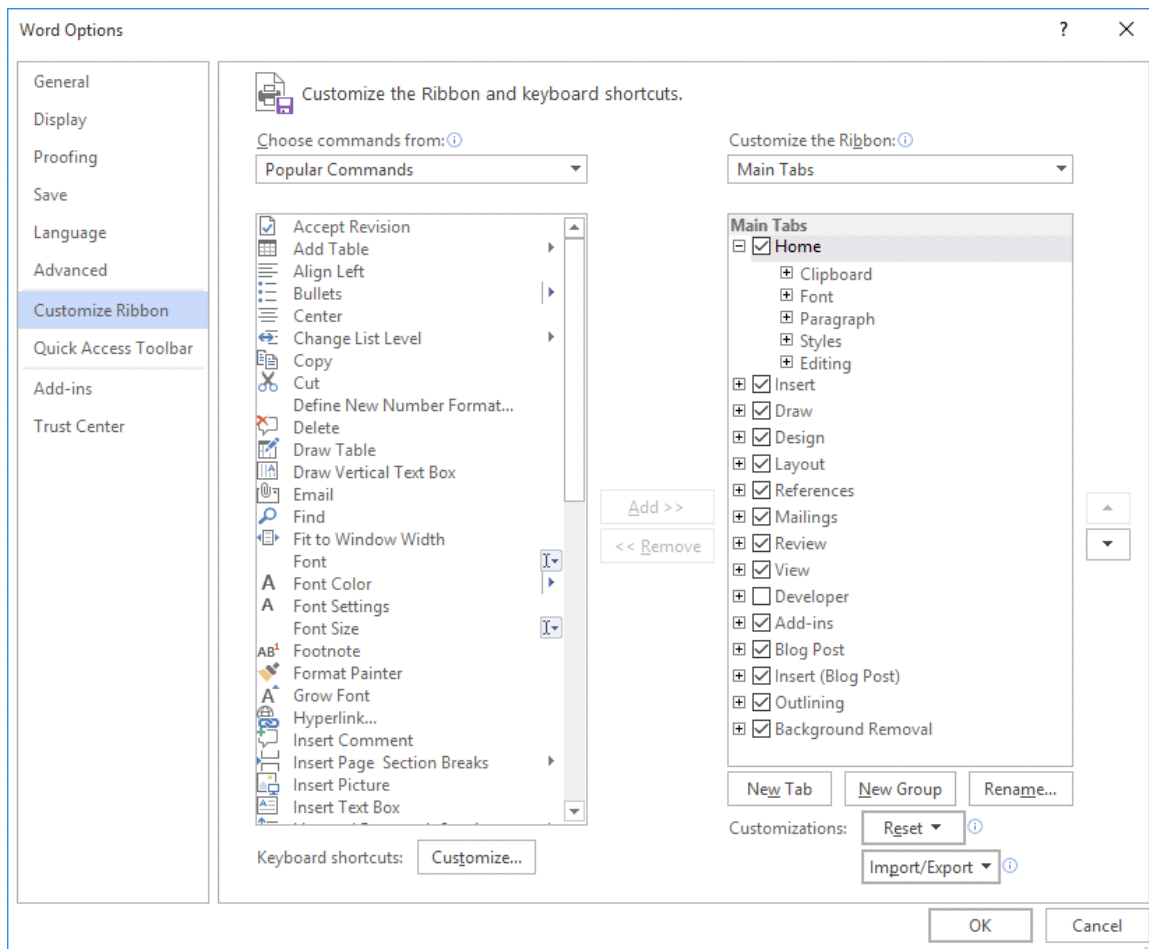 Word Options
?
General
Display
Proofing
Save
Language
Advanced
Customize Ribbon
Quick Access Toolbar
Add-ins
Trust Center
Customize the Ribbon and keyboard shortcuts.
Choose commands from:
Popular Commands
Accept Revision
Add Table
Align Left
Bullets
Center
Change List Level
Copy
Cut
Define New Number Format...
Delete
Draw Table
Draw Vertical Text Box
Email
Find
Fit to Window Width
Font
Font Color
Font Settings
Font Size
Footnote
Format Painter
Grow Font
Hyperlink...
Insert Comment
Insert Page Section Breaks
Insert Picture
Insert Text Box
Keyboard shortcuts: Customize...
Add >>
<< Remove
Customize the Ribbon:
Main Tabs
Main Tabs
Home
Clipboard
Font
Paragraph
Styles
Editing
Insert
Draw
Design
Layout
References
Mailings
Review
View
Developer
Add-ins
Blog Post
Insert (Blog Post)
Outlining
Background Removal
New Tab New Group Rename...
Customizations: Reset
Import/Export
OK Cancel